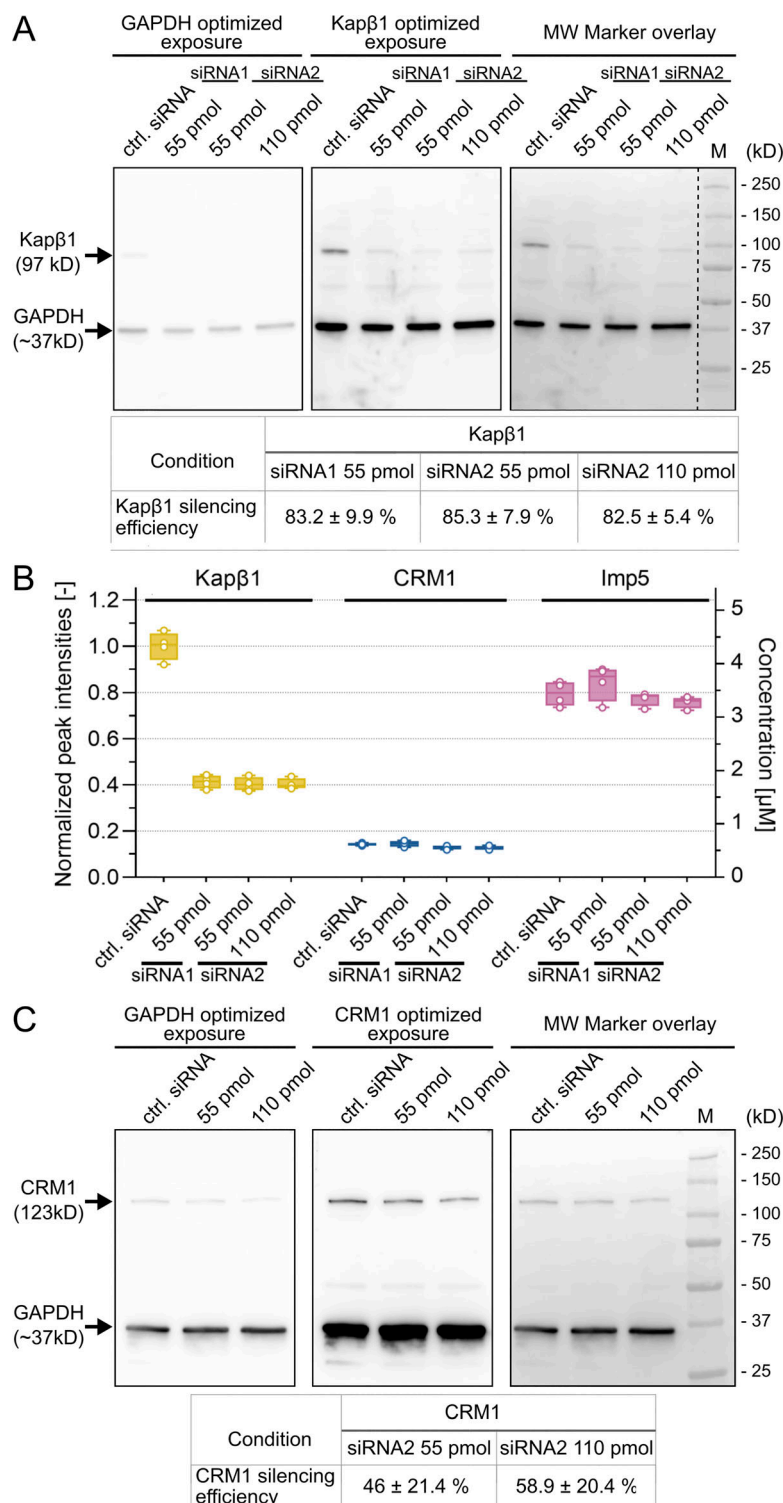 A
GAPDH optimized
exposure
Kapβ1 optimized
exposure
MW Marker overlay
siRNA1 siRNA2
siRNA1 siRNA2
siRNA1 siRNA2
ctrl. siRNA 55 pmol 55 pmol 110 pmol
ctrl. siRNA 55 pmol 55 pmol 110 pmol
ctrl. siRNA 55 pmol 55 pmol 110 pmol M (kD)
Kapβ1
(97 kD)
GAPDH
(~37kD)
- 250
- 150
- 100
- 75
- 50
- 37
- 25
Condition
Kapβ1
siRNA1 55 pmol siRNA2 55 pmol siRNA2 110 pmol
Kapβ1 silencing
efficiency
83.2 ± 9.9 % 85.3 ± 7.9 % 82.5 ± 5.4 %
B
Kapβ1 CRM1 Imp5
Normalized peak intensities [-]
1.2
1.0
0.8
0.6
0.4
0.2
0.0
5
4
3
2
1
0
Concentration [µM]
ctrl. siRNA 55 pmol 55 pmol 110 pmol
ctrl. siRNA 55 pmol 55 pmol 110 pmol
ctrl. siRNA 55 pmol 55 pmol 110 pmol
siRNA1 siRNA2
siRNA1 siRNA2
siRNA1 siRNA2
C
GAPDH optimized
exposure
CRM1 optimized
exposure
MW Marker overlay
ctrl. siRNA 55 pmol 110 pmol
ctrl. siRNA 55 pmol 110 pmol
ctrl. siRNA 55 pmol 110 pmol M (kD)
CRM1
(123kD)
GAPDH
(~37kD)
- 250
- 150
- 100
- 75
- 50
- 37
- 25
Condition
CRM1
siRNA2 55 pmol siRNA2 110 pmol
CRM1 silencing
efficiency
46 ± 21.4 % 58.9 ± 20.4 %